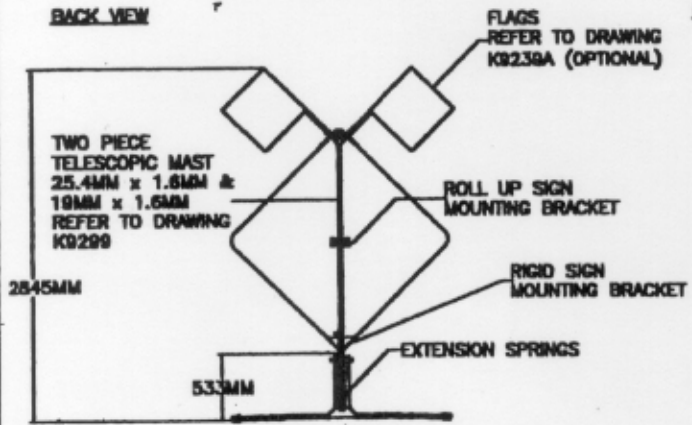 BACK VIEW
FLAGS
REFER TO DRAWING
K9239A (OPTIONAL)
TWO PIECE
TELESCOPIC MAST
25.4MM x 1.6MM &
19MM x 1.6MM
REFER TO DRAWING
K9299
ROLL UP SIGN
MOUNTING BRACKET
2845MM
RIGID SIGN
MOUNTING BRACKET
EXTENSION SPRINGS
533MM